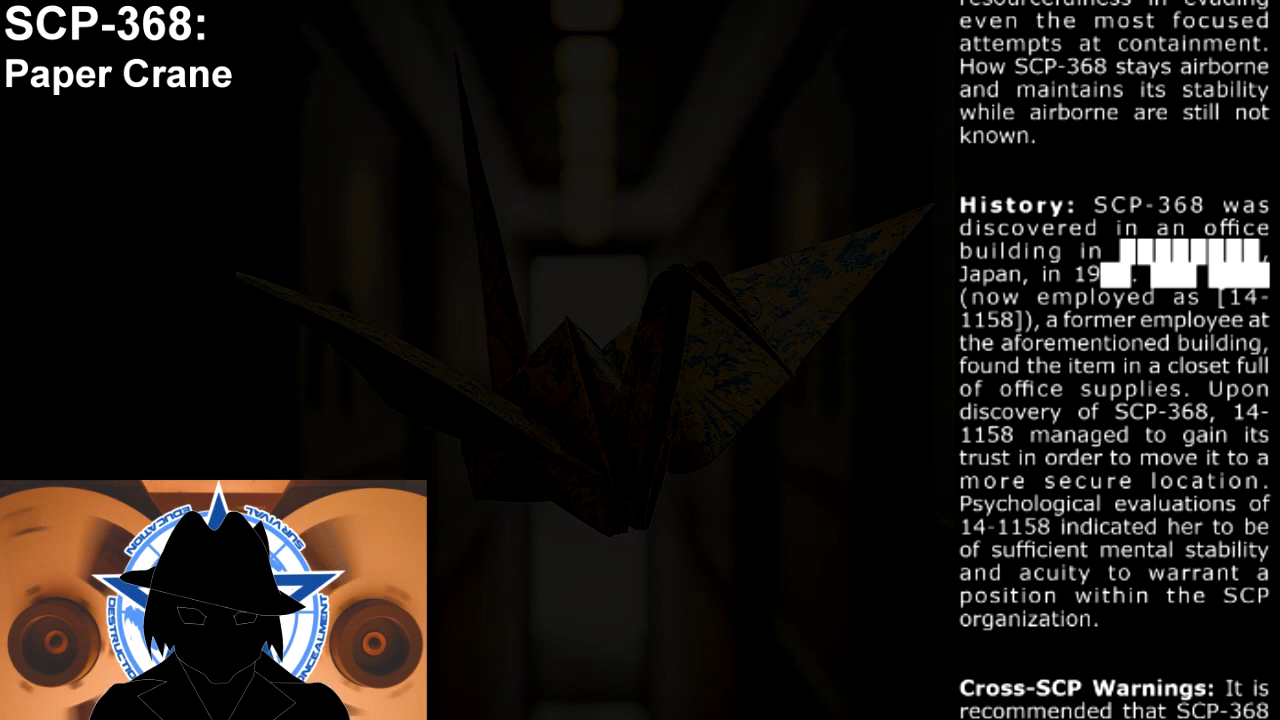 SCP-368:
Paper Crane
resourcefulness in evading
even the most focused
attempts at containment.
How SCP-368 stays airborne
and maintains its stability
while airborne are still not
known.
History: SCP-368 was
discovered in an office
building in ████████,
Japan, in 19██. ███ ████
(now employed as [14-
1158]), a former employee at
the aforementioned building,
found the item in a closet full
of office supplies. Upon
discovery of SCP-368, 14-
1158 managed to gain its
trust in order to move it to a
more secure location.
Psychological evaluations of
14-1158 indicated her to be
of sufficient mental stability
and acuity to warrant a
position within the SCP
organization.
Cross-SCP Warnings: It is
recommended that SCP-368
EDUCATION
SURVIVAL